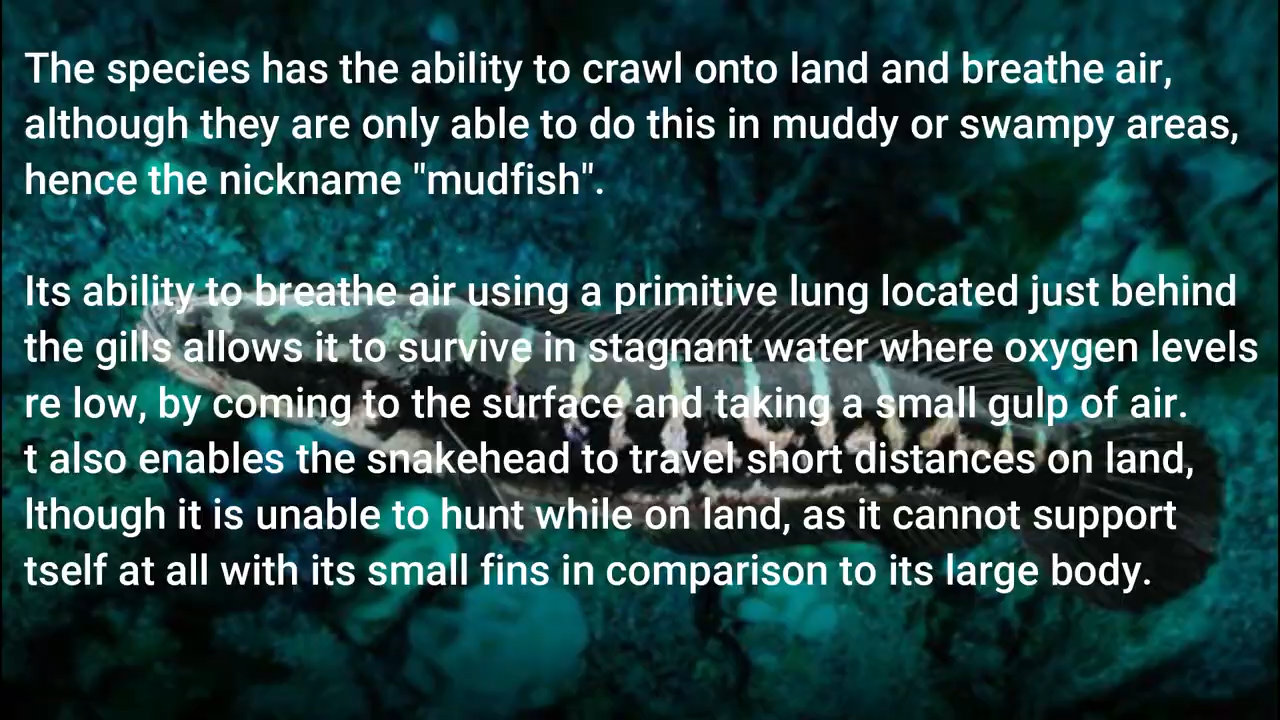 The species has the ability to crawl onto land and breathe air,
although they are only able to do this in muddy or swampy areas,
hence the nickname "mudfish".
Its ability to breathe air using a primitive lung located just behind
the gills allows it to survive in stagnant water where oxygen levels
re low, by coming to the surface and taking a small gulp of air.
t also enables the snakehead to travel short distances on land,
lthough it is unable to hunt while on land, as it cannot support
tself at all with its small fins in comparison to its large body.